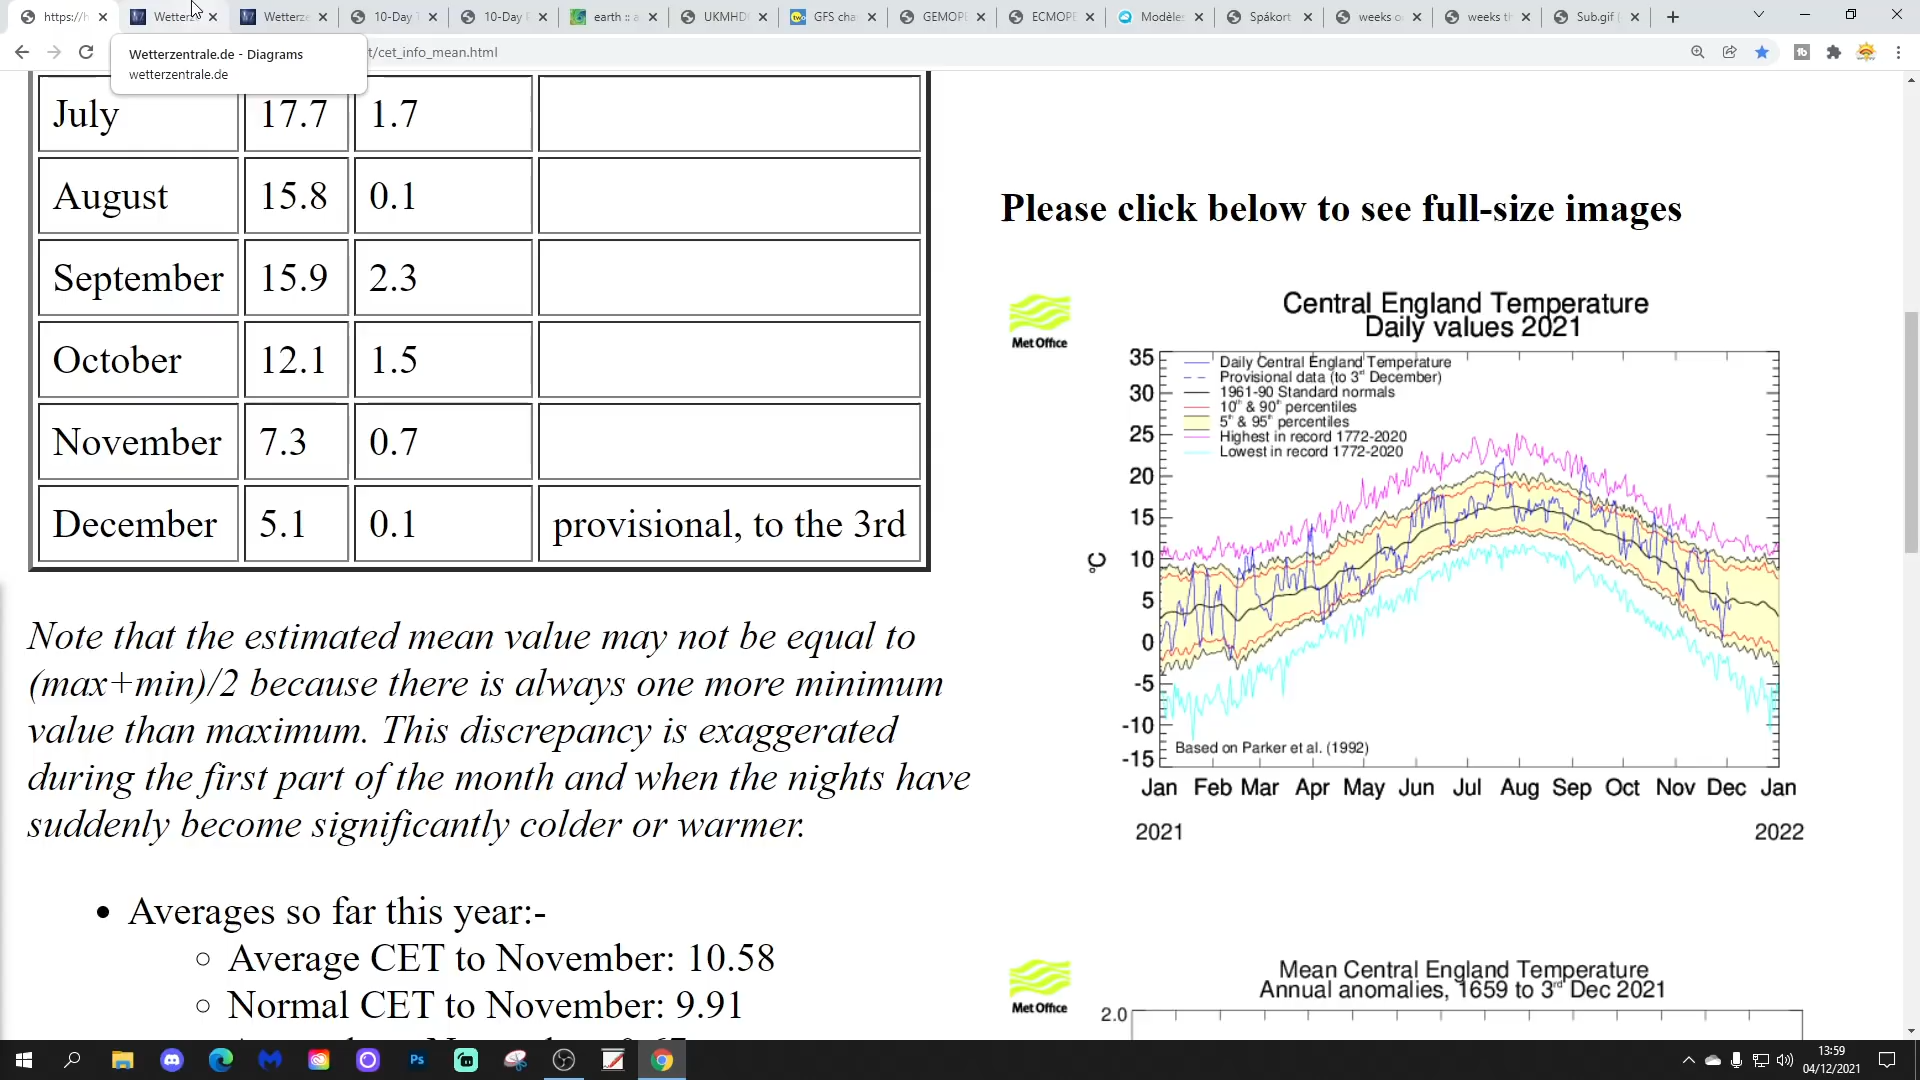 https://h
Wetterz
Wetterze
10-Day T
10-Day P
earth :: a
UKMHDI
GFS cha
GEMOPE
ECMOPE
Modèles
Spákort
weeks o
weeks th
Sub.gif (
t/cet_info_mean.html
Wetterzentrale.de - Diagrams
wetterzentrale.de
July 17.7 1.7
August 15.8 0.1
September 15.9 2.3
October 12.1 1.5
November 7.3 0.7
December 5.1 0.1 provisional, to the 3rd
Note that the estimated mean value may not be equal to
(max+min)/2 because there is always one more minimum
value than maximum. This discrepancy is exaggerated
during the first part of the month and when the nights have
suddenly become significantly colder or warmer.
Averages so far this year:-
Average CET to November: 10.58
Normal CET to November: 9.91
Please click below to see full-size images
Met Office
Central England Temperature
Daily values 2021
Daily Central England Temperature
Provisional data (to 3rd December)
1961-90 Standard normals
10th & 90th percentiles
5th & 95th percentiles
Highest in record 1772-2020
Lowest in record 1772-2020
35
30
25
20
15
10
5
0
-5
-10
-15
°C
Based on Parker et al. (1992)
Jan Feb Mar Apr May Jun Jul Aug Sep Oct Nov Dec Jan
2021 2022
Met Office
Mean Central England Temperature
Annual anomalies, 1659 to 3rd Dec 2021
2.0
Ps
13:59
04/12/2021